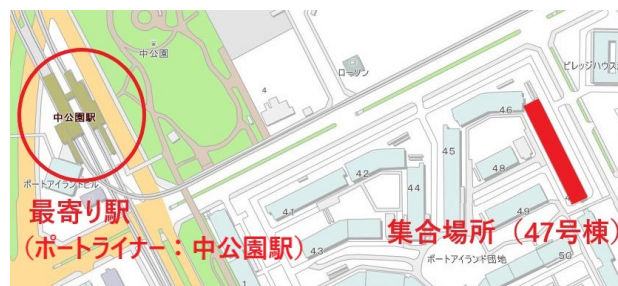 中公園
ローソン
ビレッジハウス
中公園駅
4
46
47
45
42
48
44
41
49
43
50
1
ポートアイランドビル
最寄り駅
(ポートライナー：中公園駅)
集合場所（47号棟）
ポートアイランド団地